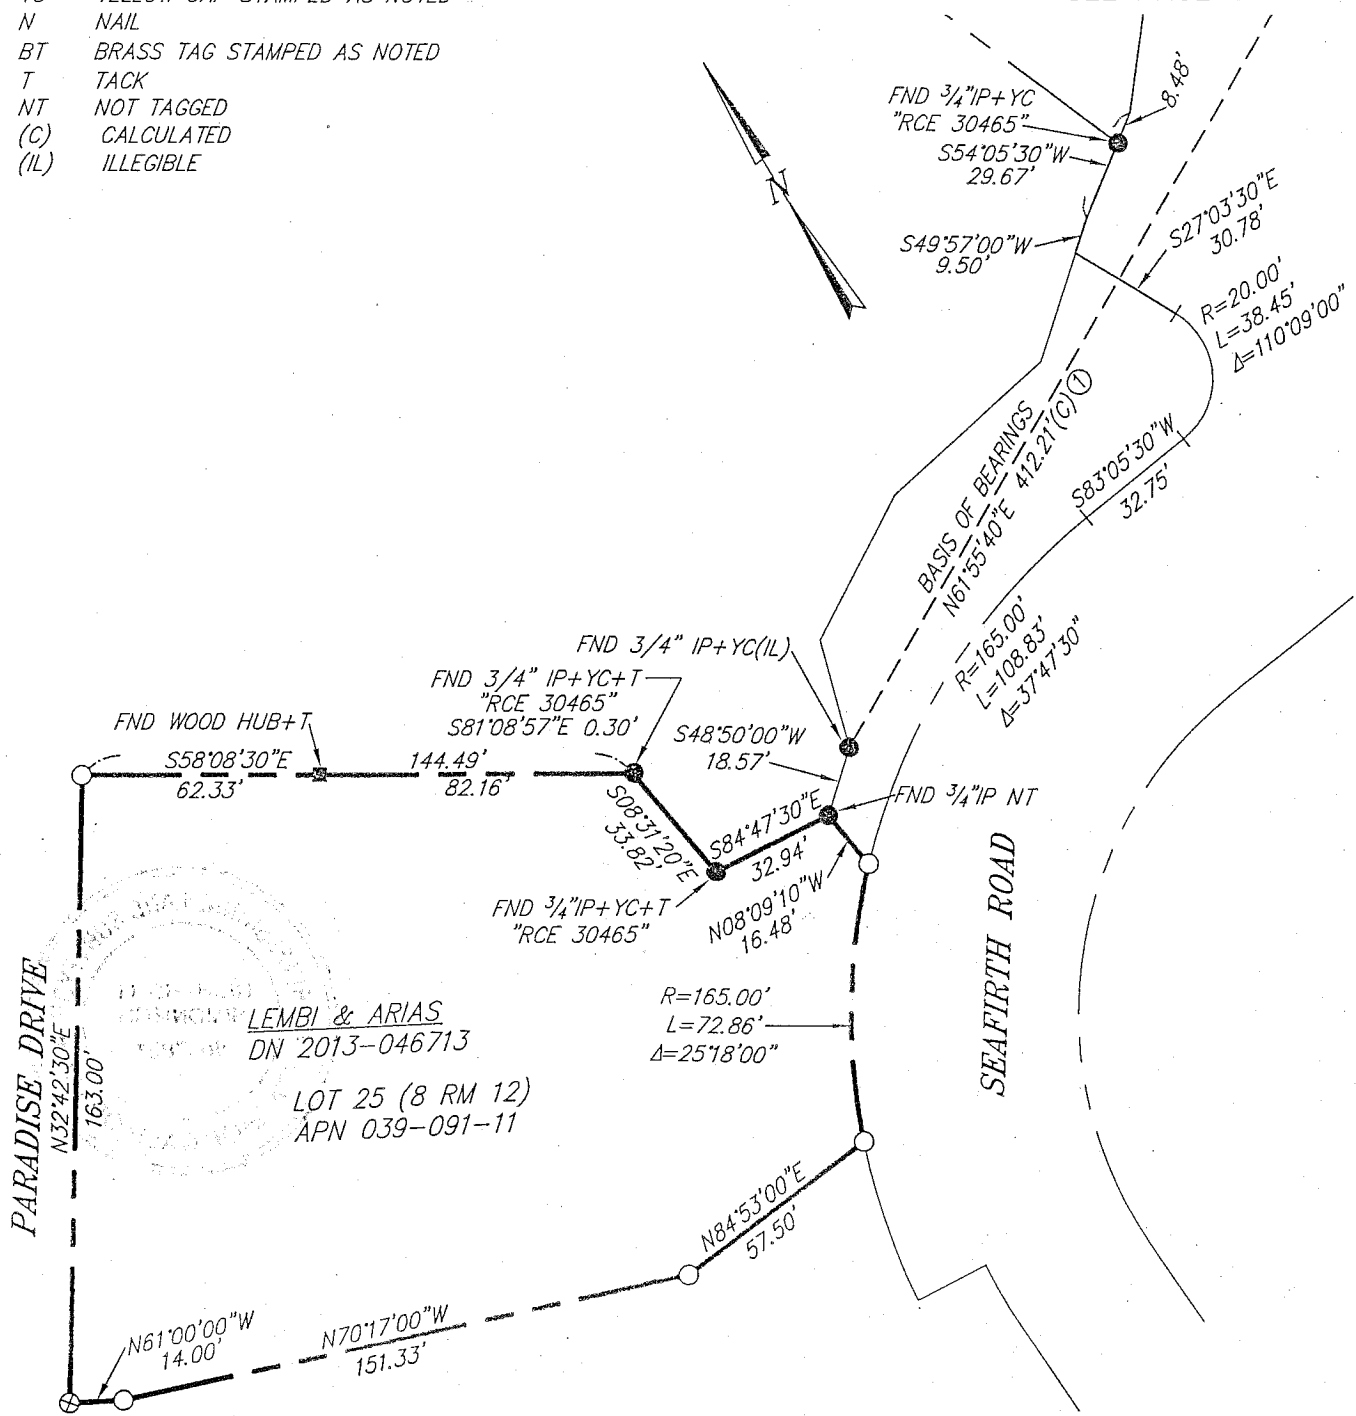 N NAIL
BT BRASS TAG STAMPED AS NOTED
T TACK
NT NOT TAGGED
(C) CALCULATED
(IL) ILLEGIBLE
N
FND 3/4"IP+YC
"RCE 30465"
8.48'
S54°05'30"W
29.67'
S49°57'00"W
9.50'
S27°03'30"E
30.78'
R=20.00'
L=38.45'
Δ=110°09'00"
BASIS OF BEARINGS
N61°55'40"E 412.21'(C) 1
S83°05'30"W
32.75'
R=165.00'
L=108.83'
Δ=37°47'30"
FND 3/4" IP+YC(IL)
FND 3/4" IP+YC+T
"RCE 30465"
S81°08'57"E 0.30'
FND WOOD HUB+T
S58°08'30"E 144.49'
62.33' 82.16'
S48°50'00"W
18.57'
FND 3/4"IP NT
S08°31'20"E
33.82'
S84°47'30"E
32.94'
N08°09'10"W
16.48'
FND 3/4"IP+YC+T
"RCE 30465"
R=165.00'
L=72.86'
Δ=25°18'00"
SEAFIRTH ROAD
PARADISE DRIVE
N32°42'30"E
163.00'
LEMBI & ARIAS
DN 2013-046713
LOT 25 (8 RM 12)
APN 039-091-11
N84°53'00"E
57.50'
N61°00'00"W
14.00'
N70°17'00"W
151.33'